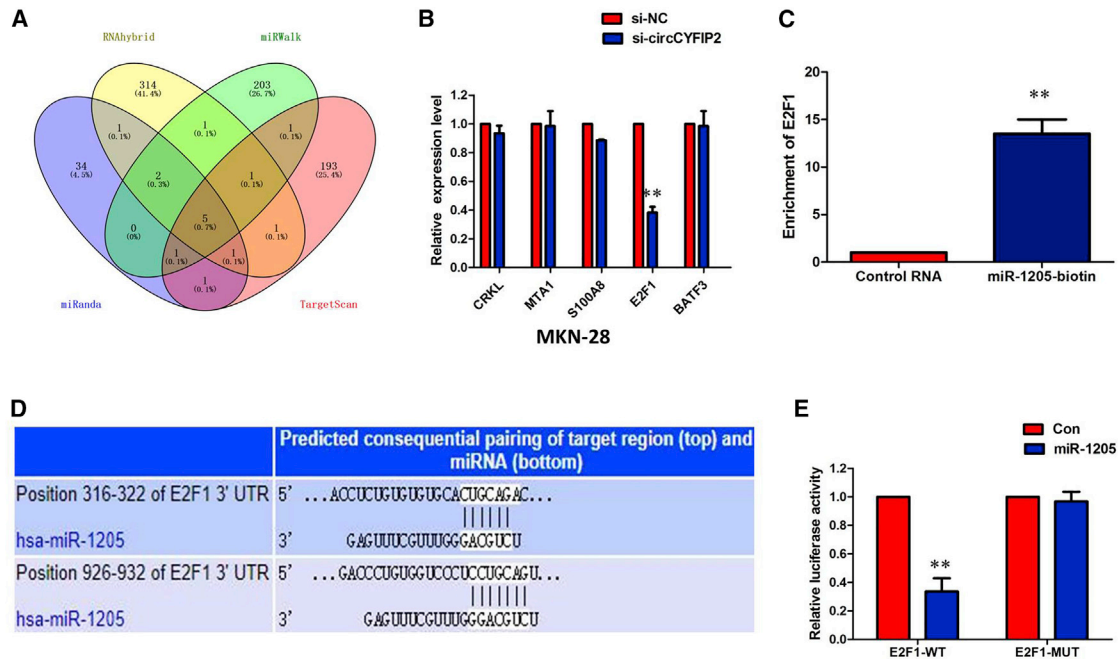 A
RNAhybrid
miRWalk
314
(41.4%)
203
(26.7%)
1
(0.1%)
1
(0.1%)
1
(0.1%)
34
(4.5%)
193
(25.4%)
2
(0.3%)
1
(0.1%)
5
(0.7%)
0
(0%)
1
(0.1%)
1
(0.1%)
1
(0.1%)
1
(0.1%)
miRanda
TargetScan
B
si-NC
si-circCYFIP2
Relative expression level
1.2
1.0
0.8
0.6
0.4
0.2
0.0
**
CRKL
MTA1
S100A8
E2F1
BATF3
MKN-28
C
Enrichment of E2F1
20
15
10
5
0
**
Control RNA
miR-1205-biotin
D
Predicted consequential pairing of target region (top) and
miRNA (bottom)
Position 316-322 of E2F1 3' UTR 5' ...ACCUCUGUGUGUGCACUGCAGAC...
hsa-miR-1205 3' GAGUUUCGUUUGGGACGUCU
Position 926-932 of E2F1 3' UTR 5' ...GACCCUGUGGUCCCUCCUGCAGU...
hsa-miR-1205 3' GAGUUUCGUUUGGGACGUCU
E
Con
miR-1205
Relative luciferase activity
1.2
1.0
0.8
0.6
0.4
0.2
0.0
**
E2F1-WT
E2F1-MUT